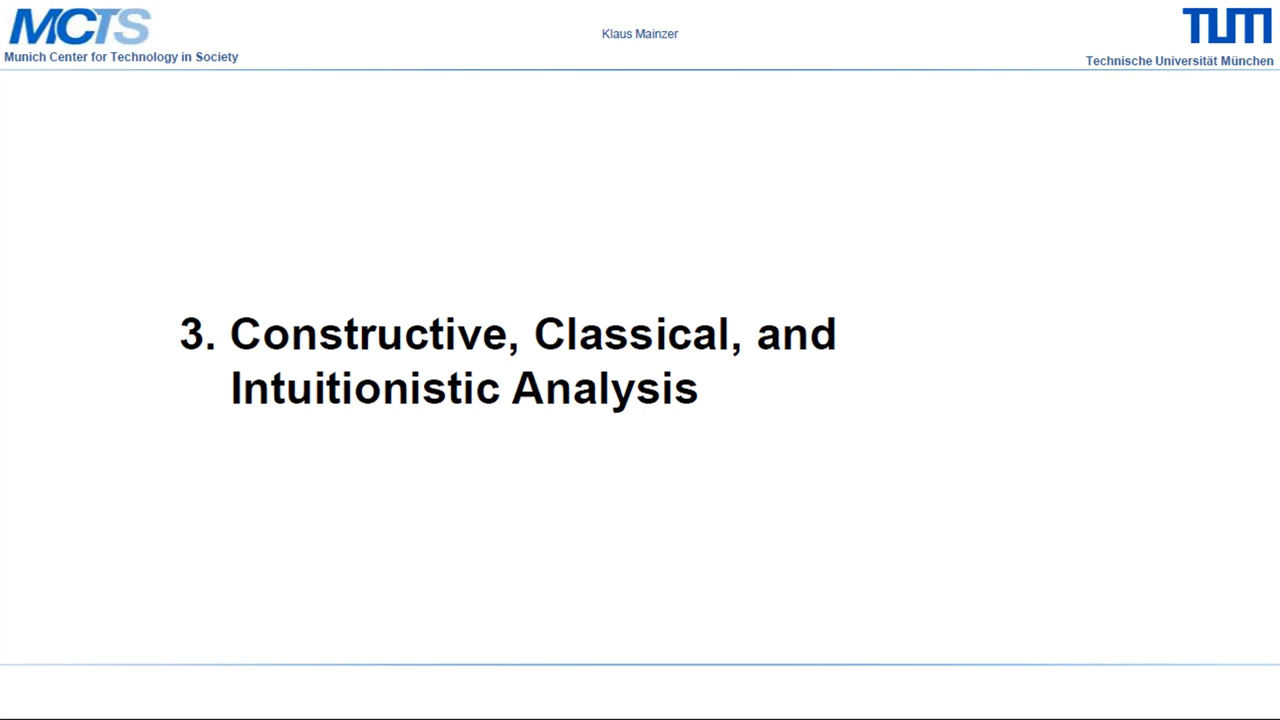 MCTS
Munich Center for Technology in Society
Klaus Mainzer
TUM
Technische Universität München
3. Constructive, Classical, and
Intuitionistic Analysis